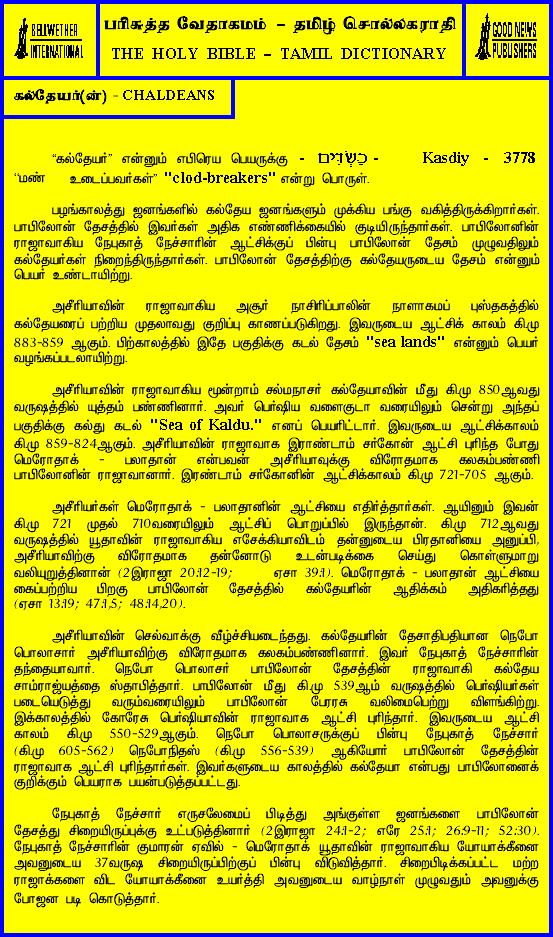 BELLWETHER
INTERNATIONAL
பரிசுத்த வேதாகமம் – தமிழ் சொல்லகராதி
THE HOLY BIBLE – TAMIL DICTIONARY
GOOD NEWS
PUBLISHERS
கல்தேயர்(ன்) - CHALDEANS
“கல்தேயர்” என்னும் எபிரெய பெயருக்கு - כַּשְׂדִּים - Kasdiy - 3778
“மண் உடைப்பவர்கள்” "clod-breakers" என்று பொருள்.
பழங்காலத்து ஜனங்களில் கல்தேய ஜனங்களும் முக்கிய பங்கு வகித்திருக்கிறார்கள்.
பாபிலோன் தேசத்தில் இவர்கள் அதிக எண்ணிக்கையில் குடியிருந்தார்கள். பாபிலோனின்
ராஜாவாகிய நேபுகாத் நேச்சாரின் ஆட்சிக்குப் பின்பு பாபிலோன் தேசம் முழுவதிலும்
கல்தேயர்கள் நிறைந்திருந்தார்கள். பாபிலோன் தேசத்திற்கு கல்தேயருடைய தேசம் என்னும்
பெயர் உண்டாயிற்று.
அசீரியாவின் ராஜாவாகிய அசூர் நாசிரிப்பாலின் நாளாகமப் புஸ்தகத்தில்
கல்தேயரைப் பற்றிய முதலாவது குறிப்பு காணப்படுகிறது. இவருடைய ஆட்சிக் காலம் கி.மு
883-859 ஆகும். பிற்காலத்தில் இதே பகுதிக்கு கடல் தேசம் "sea lands" என்னும் பெயர்
வழங்கப்படலாயிற்று.
அசீரியாவின் ராஜாவாகிய மூன்றாம் சல்மநாசர் கல்தேயாவின் மீது கி.மு 850ஆவது
வருஷத்தில் யுத்தம் பண்ணினார். அவர் பெர்ஷிய வளைகுடா வரையிலும் சென்று அந்தப்
பகுதிக்கு கல்து கடல் "Sea of Kaldu." எனப் பெயரிட்டார். இவருடைய ஆட்சிக்காலம்
கி.மு 859-824ஆகும். அசீரியாவின் ராஜாவாக இராண்டாம் சர்கோன் ஆட்சி புரிந்த போது
மெரோதாக் - பலாதான் என்பவன் அசீரியாவுக்கு விரோதமாக கலகம்பண்ணி
பாபிலோனின் ராஜாவானார். இரண்டாம் சர்கோனின் ஆட்சிக்காலம் கி.மு 721-705 ஆகும்.
அசீரியர்கள் மெரோதாக் - பலாதனின் ஆட்சியை எதிர்த்தார்கள். ஆயினும் இவன்
கி.மு 721 முதல் 710வரையிலும் ஆட்சிப் பொறுப்பில் இருந்தான். கி.மு 712ஆவது
வருஷத்தில் யூதாவின் ராஜாவாகிய எசேக்கியாவிடம் தன்னுடைய பிரதானியை அனுப்பி,
அசீரியாவிற்கு விரோதமாக தன்னோடு உடன்படிக்கை செய்து கொள்ளுமாறு
வலியுறுத்தினான் (2இராஜா 20:12-19; ஏசா 39:1). மெரோதாக் - பலாதான் ஆட்சியை
கைப்பற்றிய பிறகு பாபிலோன் தேசத்தில் கல்தேயரின் ஆதிக்கம் அதிகரித்தது
(ஏசா 13:19; 47:1,5; 48:14,20).
அசீரியாவின் செல்வாக்கு வீழ்ச்சியடைந்தது. கல்தேயரின் தேசாதிபதியான நெபோ
பொலாசார் அசீரியாவிற்கு விரோதமாக கலகம்பண்ணினார். இவர் நேபுகாத் நேச்சாரின்
தந்தையாவார். நெபோ பொலாசர் பாபிலோன் தேசத்தின் ராஜாவாகி கல்தேய
சாம்ராஜ்யத்தை ஸ்தாபித்தார். பாபிலோன் மீது கி.மு 539ஆம் வருஷத்தில் பெர்ஷியர்கள்
படையெடுத்து வரும்வரையிலும் பாபிலோன் பேரரசு வலிமைபெற்று விளங்கிற்று.
இக்காலத்தில் கோரேசு பெர்ஷியாவின் ராஜாவாக ஆட்சி புரிந்தார். இவருடைய ஆட்சி
காலம் கி.மு 550-529ஆகும். நெபோ பொலாசருக்குப் பின்பு நேபுகாத் நேச்சார்
(கி.மு 605-562) நெபோநிதஸ் (கி.மு 556-539) ஆகியோர் பாபிலோன் தேசத்தின்
ராஜாவாக ஆட்சி புரிந்தார்கள். இவர்களுடைய காலத்தில் கல்தேயா என்பது பாபிலோனைக்
குறிக்கும் பெயராக பயன்படுத்தப்பட்டது.
நேபுகாத் நேச்சார் எருசலேமைப் பிடித்து அங்குள்ள ஜனங்களை பாபிலோன்
தேசத்து சிறையிருப்புக்கு உட்படுத்தினார் (2இராஜா 24:1-2; எரே 25:1; 26:9-11; 52:30).
நேபுகாத் நேச்சாரின் குமாரன் ஏவில் - மெரோதாக் யூதாவின் ராஜாவாகிய யோயாக்கீனை
அவனுடைய 37வருஷ சிறையிருப்பிற்குப் பின்பு விடுவித்தார். சிறைபிடிக்கப்பட்ட மற்ற
ராஜாக்களை விட யோயாக்கீனை உயர்த்தி அவனுடைய வாழ்நாள் முழுவதும் அவனுக்கு
போஜன படி கொடுத்தார்.